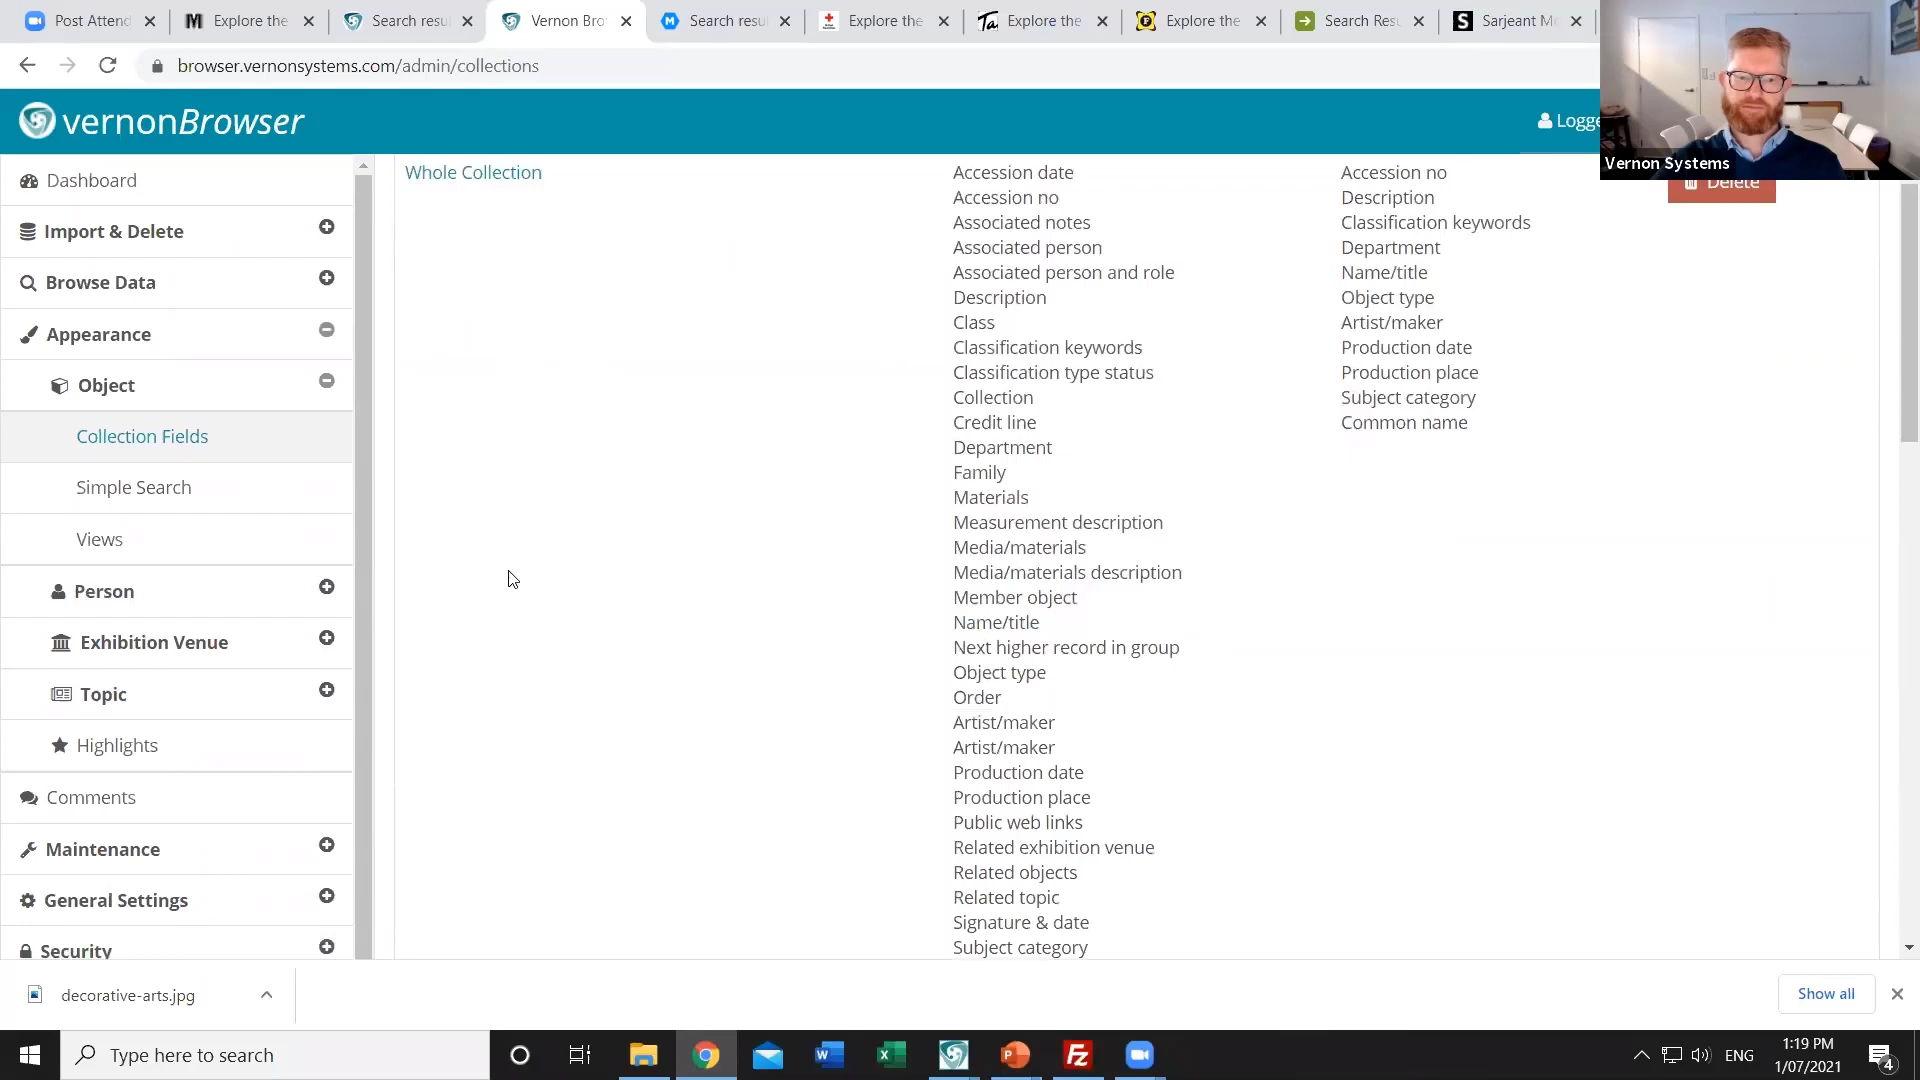 Post Attend
Explore the
Search resu
Vernon Bro
Search resu
Explore the
Explore the
Explore the
Search Res
Sarjeant M
browser.vernonsystems.com/admin/collections
vernonBrowser
Logge
Vernon Systems
Dashboard
Import & Delete
Browse Data
Appearance
Object
Collection Fields
Simple Search
Views
Person
Exhibition Venue
Topic
Highlights
Comments
Maintenance
General Settings
Security
Whole Collection
Accession date
Accession no
Associated notes
Associated person
Associated person and role
Description
Class
Classification keywords
Classification type status
Collection
Credit line
Department
Family
Materials
Measurement description
Media/materials
Media/materials description
Member object
Name/title
Next higher record in group
Object type
Order
Artist/maker
Artist/maker
Production date
Production place
Public web links
Related exhibition venue
Related objects
Related topic
Signature & date
Subject category
Accession no
Description
Classification keywords
Department
Name/title
Object type
Artist/maker
Production date
Production place
Subject category
Common name
Delete
decorative-arts.jpg
Show all
Type here to search
ENG
1:19 PM
1/07/2021
4